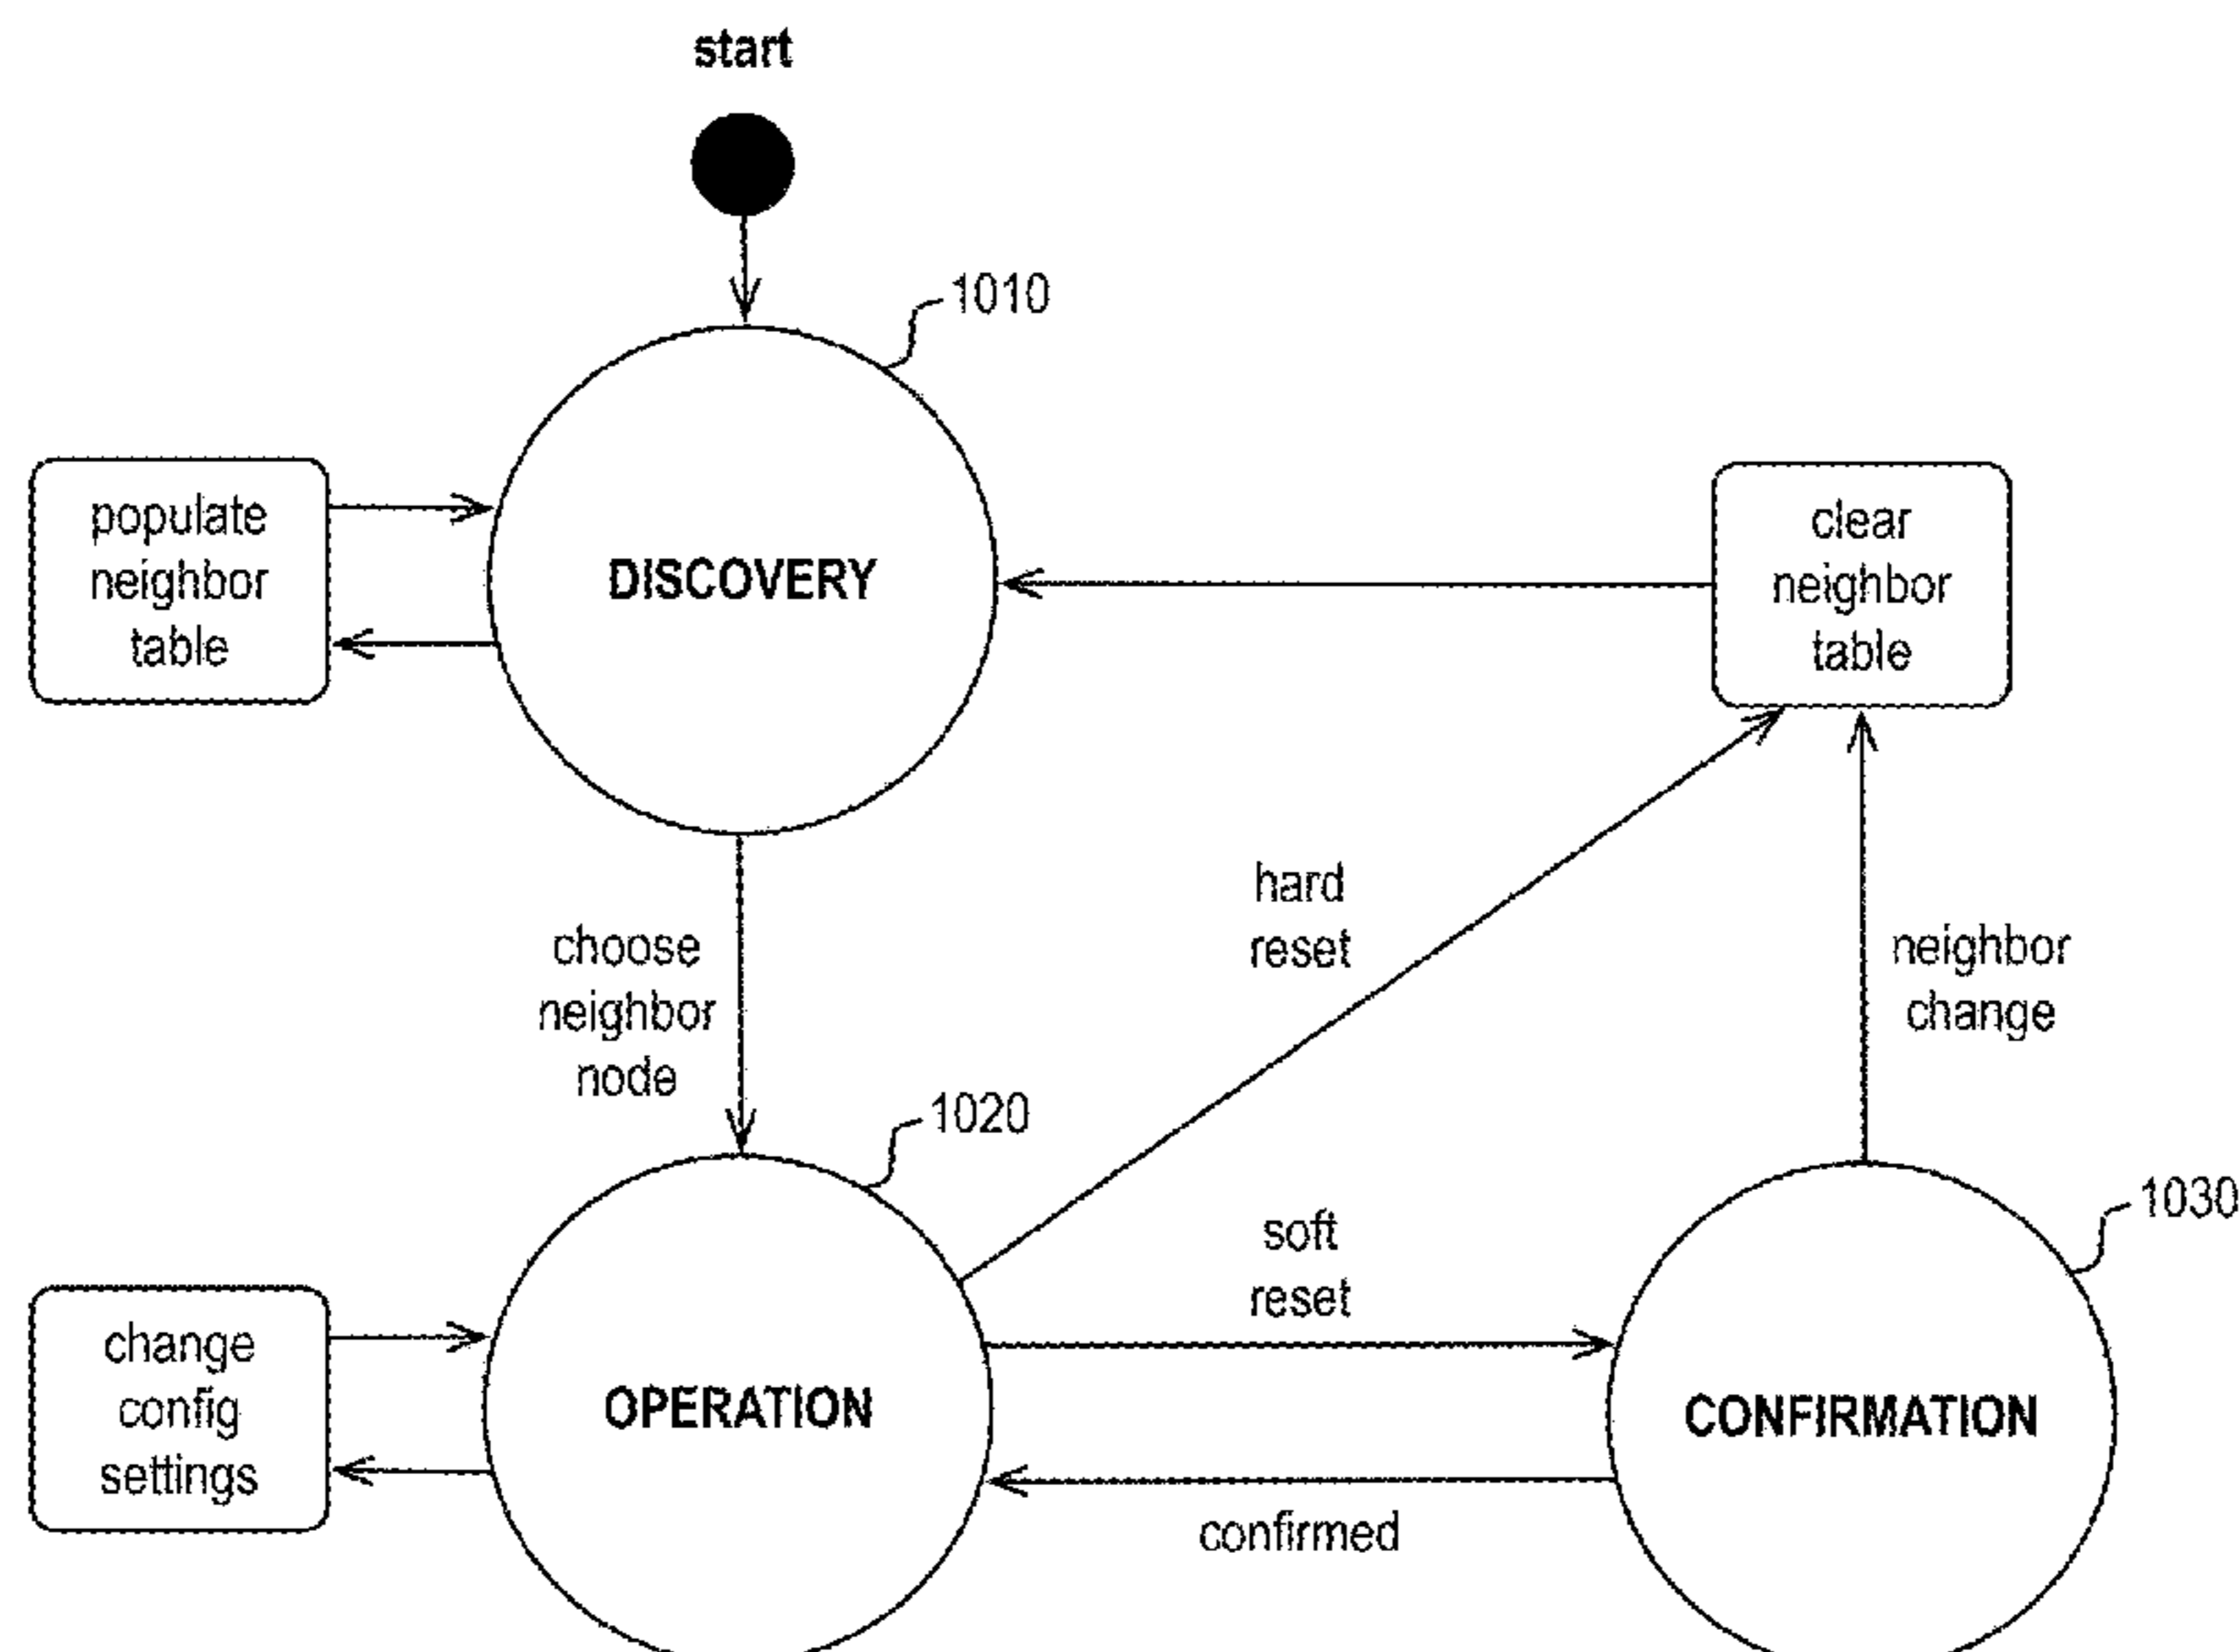 start
1010
populate
neighbor
table
DISCOVERY
clear
neighbor
table
choose
neighbor
node
hard
reset
neighbor
change
1020
1030
soft
reset
change
config
settings
OPERATION
CONFIRMATION
confirmed